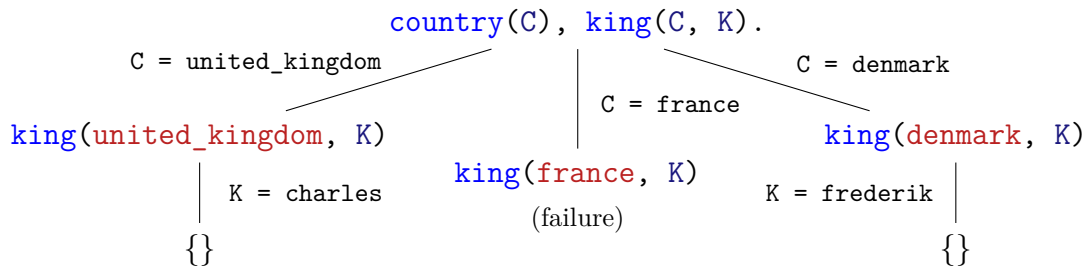 country(C), king(C, K).
C = united_kingdom
C = denmark
C = france
king(united_kingdom, K)
king(denmark, K)
king(france, K)
K = charles
K = frederik
(failure)
{}
{}